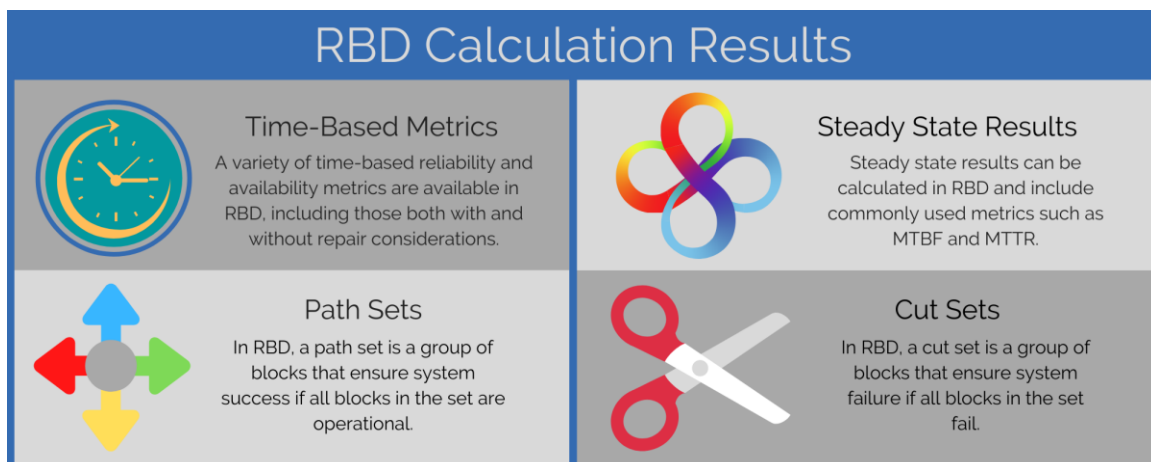 RBD Calculation Results
Time-Based Metrics
A variety of time-based reliability and
availability metrics are available in
RBD, including those both with and
without repair considerations.
Steady State Results
Steady state results can be
calculated in RBD and include
commonly used metrics such as
MTBF and MTTR.
Path Sets
In RBD, a path set is a group of
blocks that ensure system
success if all blocks in the set are
operational.
Cut Sets
In RBD, a cut set is a group of
blocks that ensure system
failure if all blocks in the set
fail.